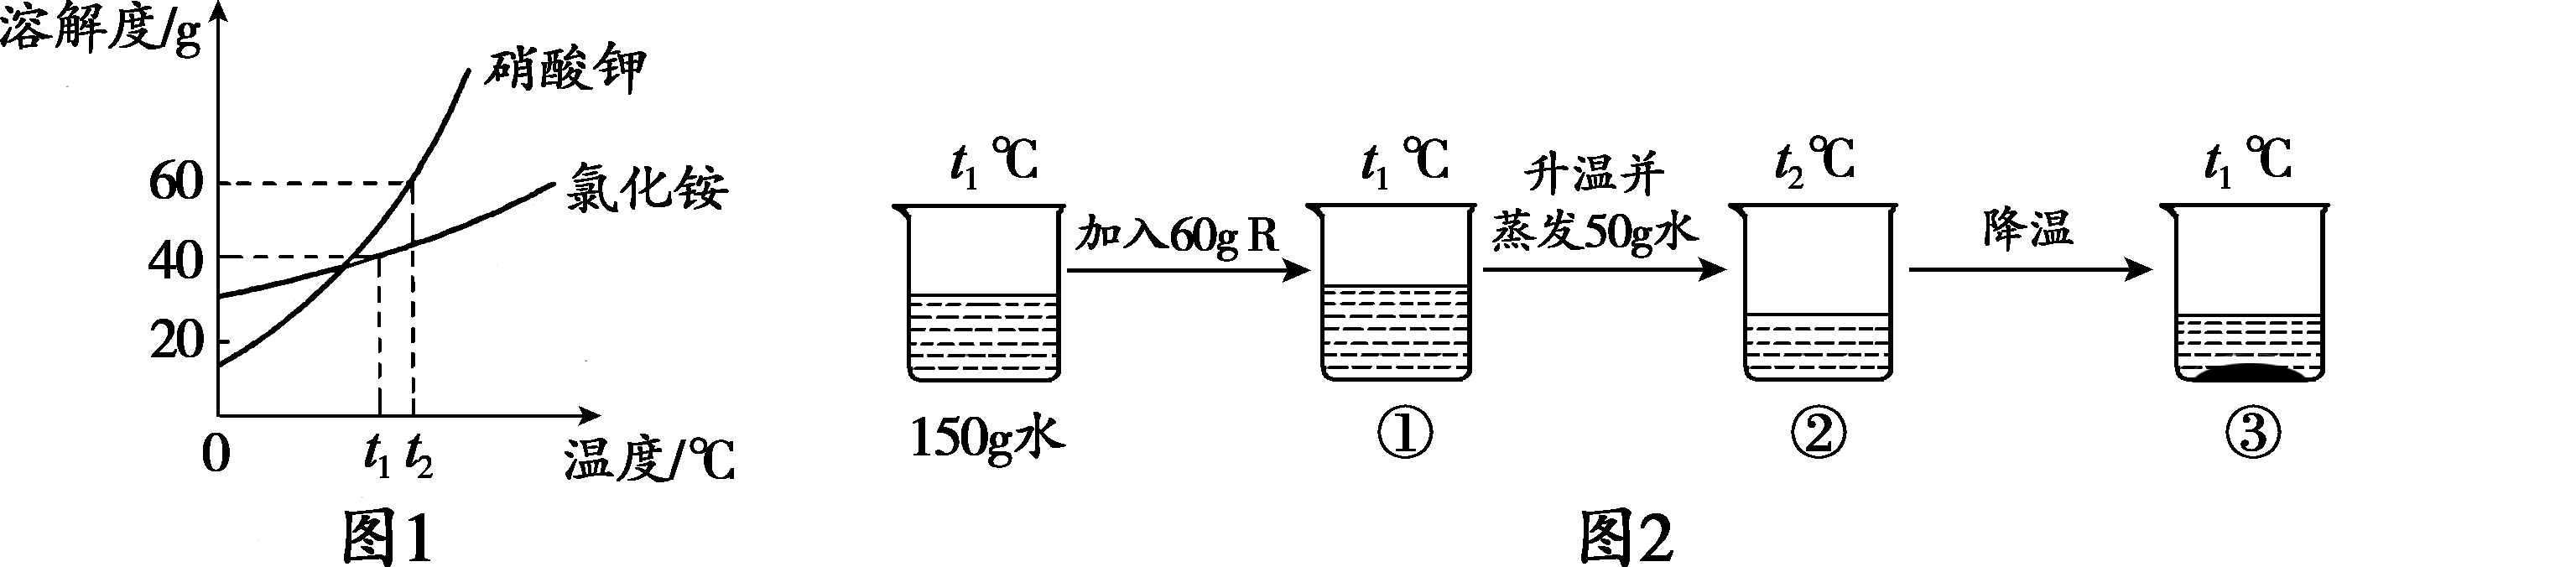 溶解度/g
硝酸钾
氯化铵
60
40
20
0
t₁
t₂
温度/℃
图1
t₁ ℃
加入60g R
t₁ ℃
升温并
蒸发50g水
t₂℃
降温
t₁ ℃
150g水
①
②
③
图2